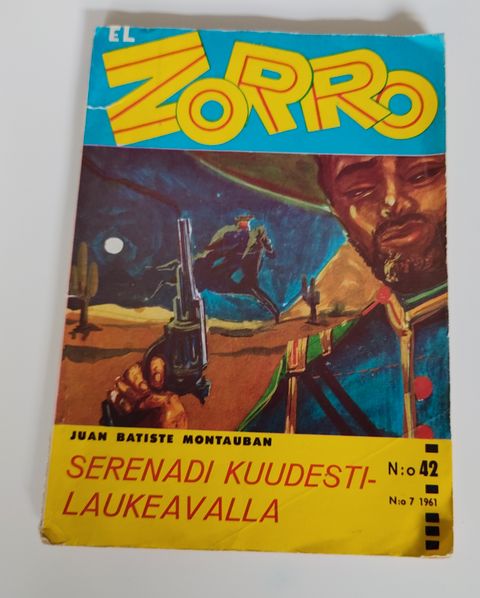 EL
ZORRO
JUAN BATISTE MONTAUBAN
SERENADI KUUDESTI-
LAUKEAVALLA
N:o 42
N:o 7 1961